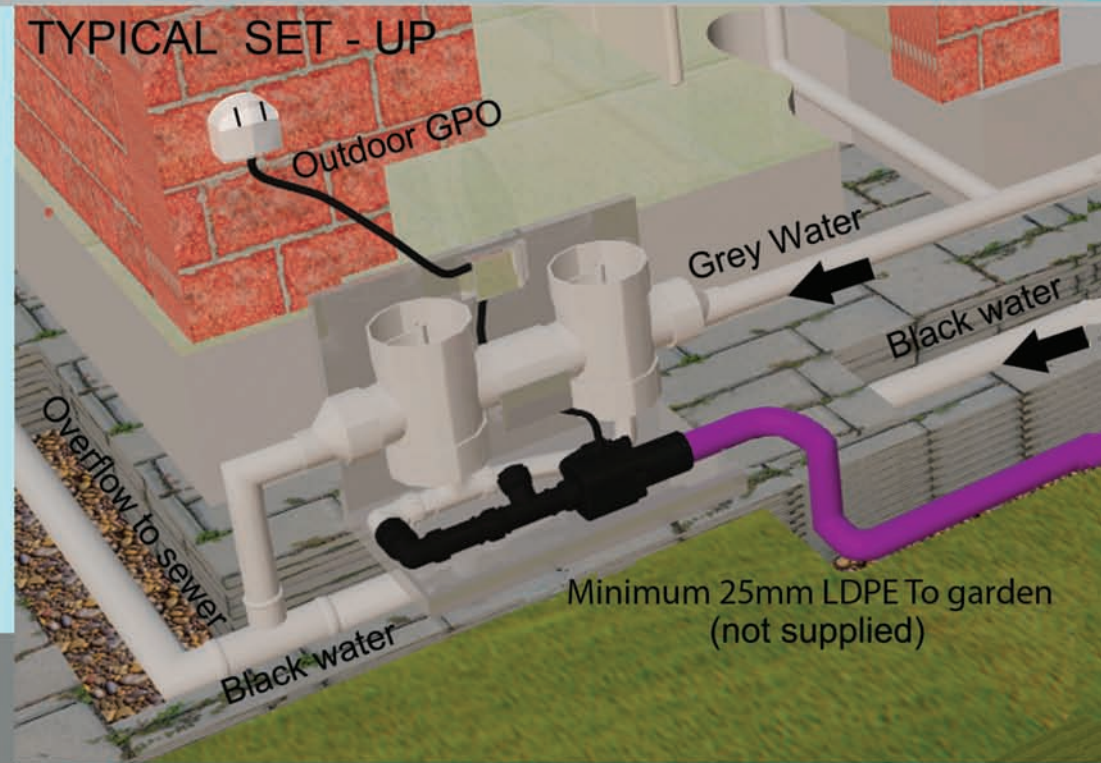 TYPICAL SET - UP
Outdoor GPO
Grey Water
Black water
Overflow to sewer
Black water
Minimum 25mm LDPE To garden
(not supplied)